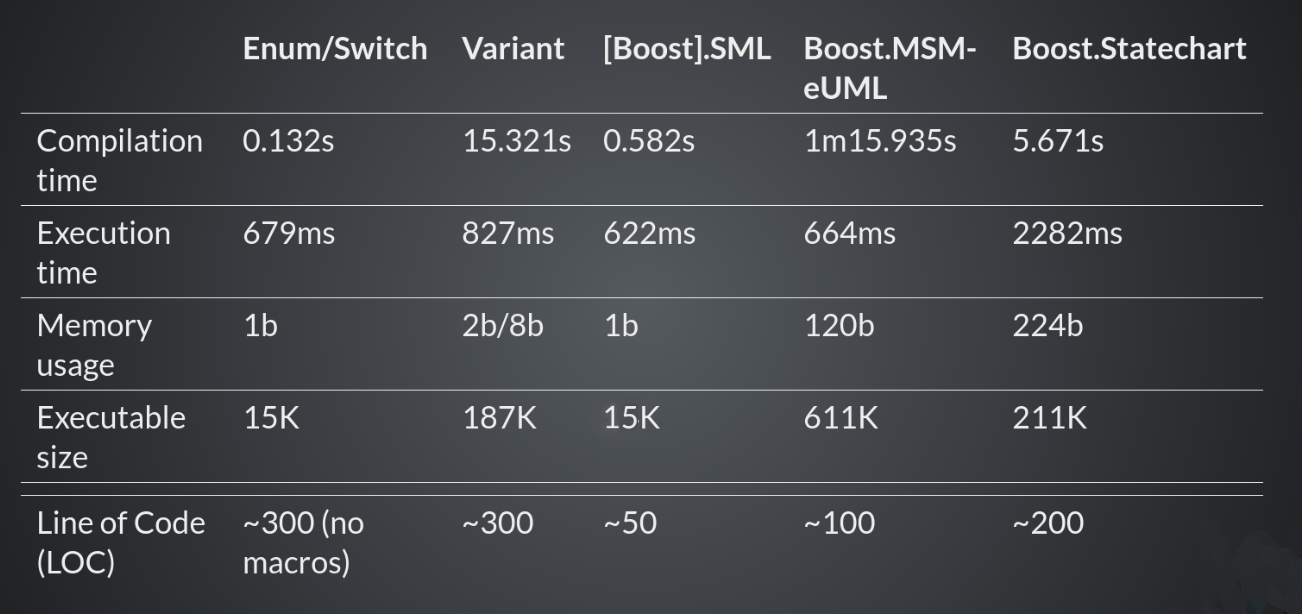 Enum/Switch Variant [Boost].SML Boost.MSM- Boost.Statechart
eUML
Compilation 0.132s 15.321s 0.582s 1m15.935s 5.671s
time
Execution 679ms 827ms 622ms 664ms 2282ms
time
Memory 1b 2b/8b 1b 120b 224b
usage
Executable 15K 187K 15K 611K 211K
size
Line of Code ~300 (no ~300 ~50 ~100 ~200
(LOC) macros)